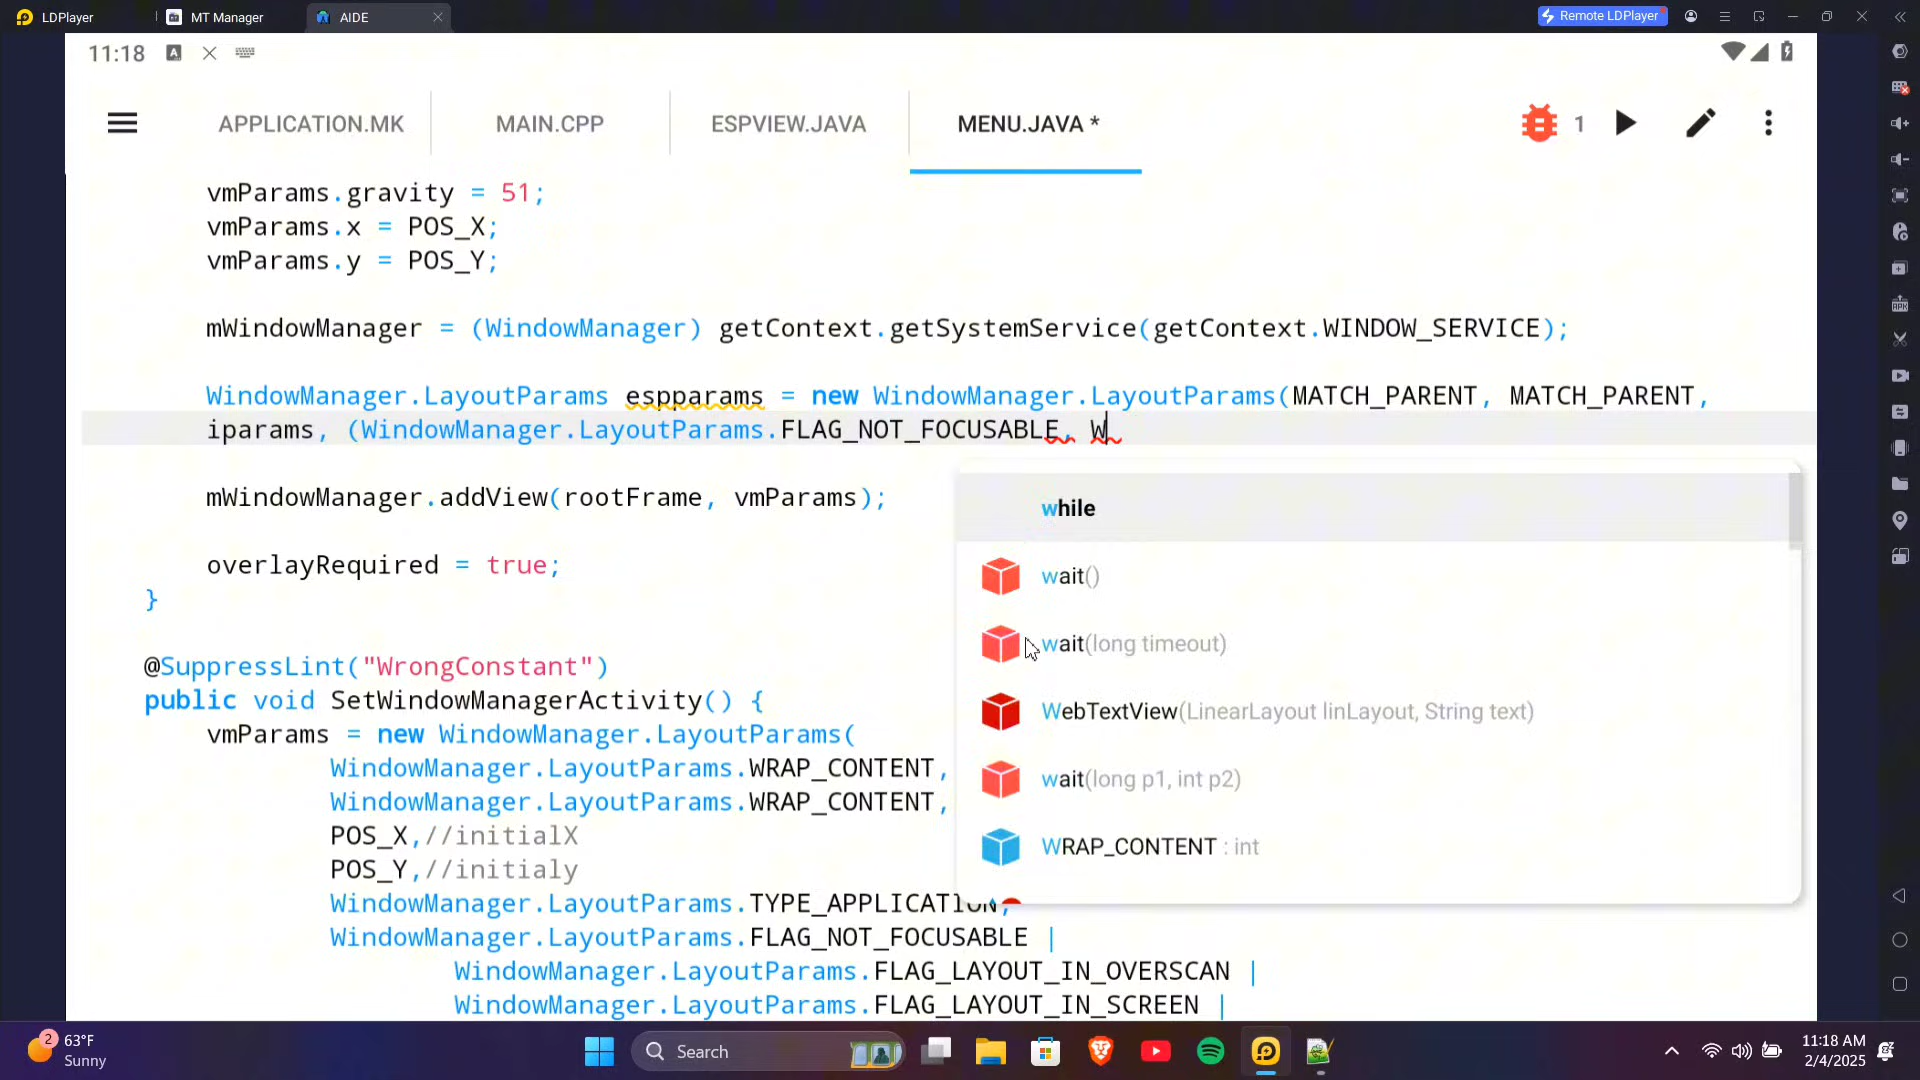 LDPlayer
MT Manager
AIDE
Remote LDPlayer
11:18
A
APPLICATION.MK
MAIN.CPP
ESPVIEW.JAVA
MENU.JAVA *
1
vmParams.gravity = 51;
vmParams.x = POS_X;
vmParams.y = POS_Y;
mWindowManager = (WindowManager) getContext.getSystemService(getContext.WINDOW_SERVICE);
WindowManager.LayoutParams espparams = new WindowManager.LayoutParams(MATCH_PARENT, MATCH_PARENT,
iparams, (WindowManager.LayoutParams.FLAG_NOT_FOCUSABLE, W
mWindowManager.addView(rootFrame, vmParams);
overlayRequired = true;
}
while
wait()
wait(long timeout)
WebTextView(LinearLayout linLayout, String text)
wait(long p1, int p2)
WRAP_CONTENT : int
@SuppressLint("WrongConstant")
public void SetWindowManagerActivity() {
vmParams = new WindowManager.LayoutParams(
WindowManager.LayoutParams.WRAP_CONTENT,
WindowManager.LayoutParams.WRAP_CONTENT,
POS_X,//initialX
POS_Y,//initialy
WindowManager.LayoutParams.TYPE_APPLICATION,
WindowManager.LayoutParams.FLAG_NOT_FOCUSABLE |
WindowManager.LayoutParams.FLAG_LAYOUT_IN_OVERSCAN |
WindowManager.LayoutParams.FLAG_LAYOUT_IN_SCREEN |
2
63°F
Sunny
Search
11:18 AM
2/4/2025